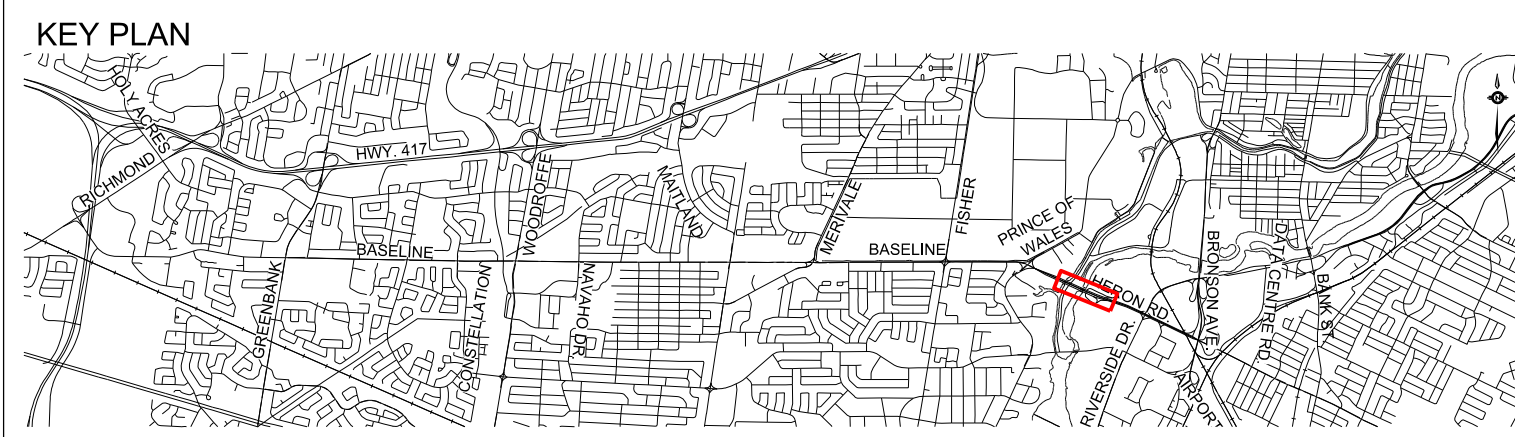 KEY PLAN
HOLY ACRES
RICHMOND
HWY. 417
GREENBANK
BASELINE
CONSTELLATION
WOODROFFE
NAVAHO DR.
MAITLAND
MERIVALE
BASELINE
FISHER
PRINCE OF
WALES
HERON RD.
RIVERSIDE DR.
AIRPORT
BRONSON AVE.
DATA CENTRE RD.
BANK ST.
N